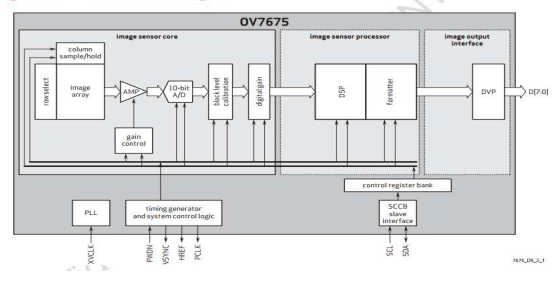 OV7675
image sensor core
image sensor processor
image output
interface
column
sample/hold
row select
image
array
AMP
10-bit
A/D
black level
calibration
digital gain
DSP
formatter
DVP
D[7:0]
gain
control
control register bank
PLL
timing generator
and system control logic
SCCB
slave
interface
XVCLK
PWDN
VSYNC
HREF
PCLK
SCL
SDA
7675_DS_2_1